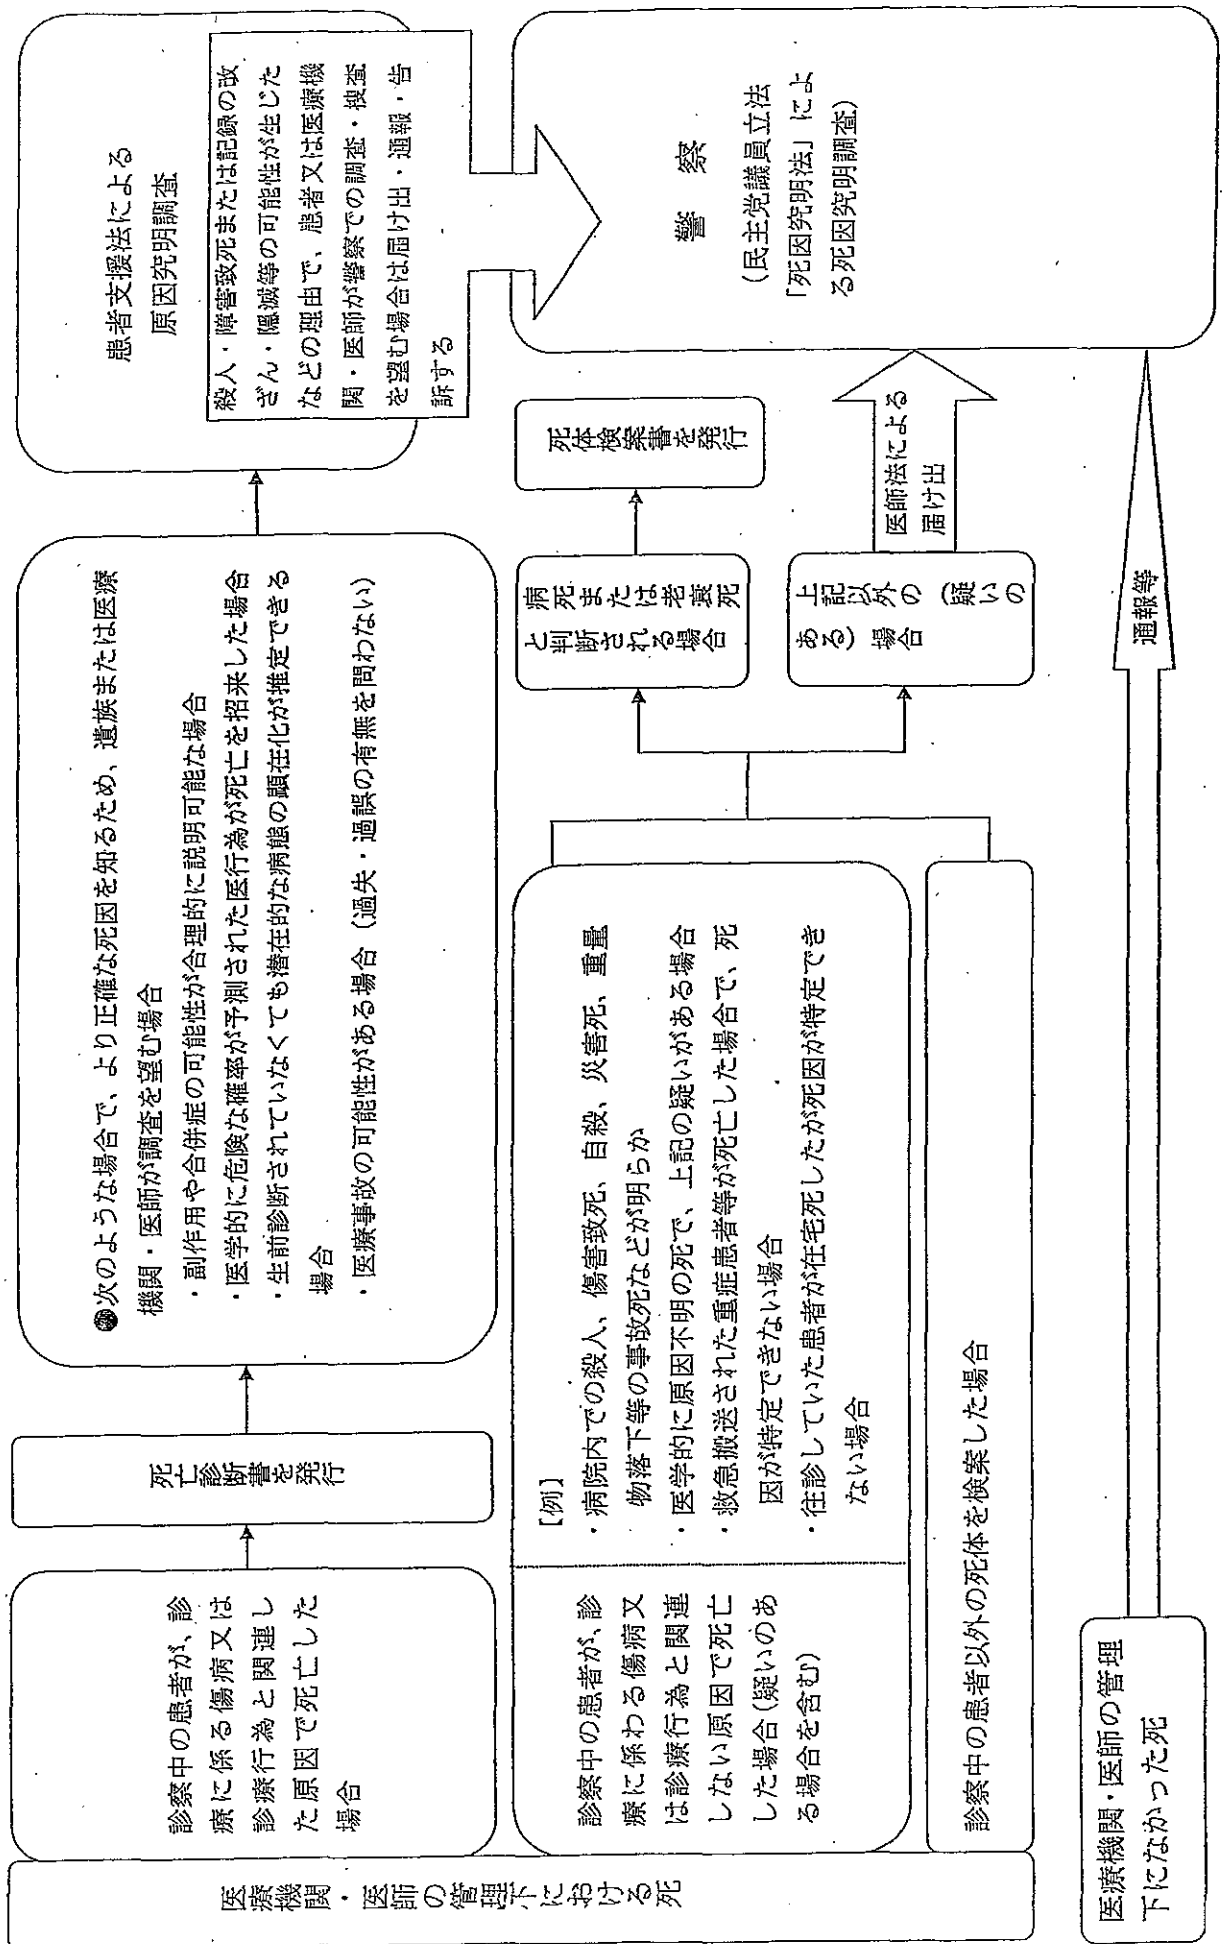 医療機関・医師の管理下における死
診察中の患者が、診
療に係る傷病又は
診療行為と関連し
た原因で死亡した
場合
死亡診断書を
発行
●次のような場合で、より正確な死因を知るため、遺族または医療
機関・医師が調査を望む場合
・副作用や合併症の可能性が合理的に説明可能な場合
・医学的に危険な確率が予測された医行為が死亡を招来した場合
・生前診断されていなくても潜在的な病態の顕在化が推定できる
場合
・医療事故の可能性がある場合（過失・過誤の有無を問わない）
患者支援法による
原因究明調査
殺人・障害致死または記録の改
ざん・隠滅等の可能性が生じた
などの理由で、患者又は医療機
関・医師が警察での調査・捜査
を望む場合は届け出・通報・告
訴する
診察中の患者が、診
療に係わる傷病又
は診療行為と関連
しない原因で死亡
した場合(疑いのあ
る場合を含む)
【例】
・病院内での殺人、傷害致死、自殺、災害死、重量
物落下等の事故死などが明らか
・医学的に原因不明の死で、上記の疑いがある場合
・救急搬送された重症患者等が死亡した場合で、死
因が特定できない場合
・往診していた患者が在宅死したが死因が特定でき
ない場合
病死または老衰死
と判断される場合
死体検案書を
発行
診察中の患者以外の死体を検案した場合
上記以外の（疑いの
ある）場合
医師法による
届け出
警察
(民主党議員立法
「死因究明法」によ
る死因究明調査)
医療機関・医師の管理
下になかった死
通報等